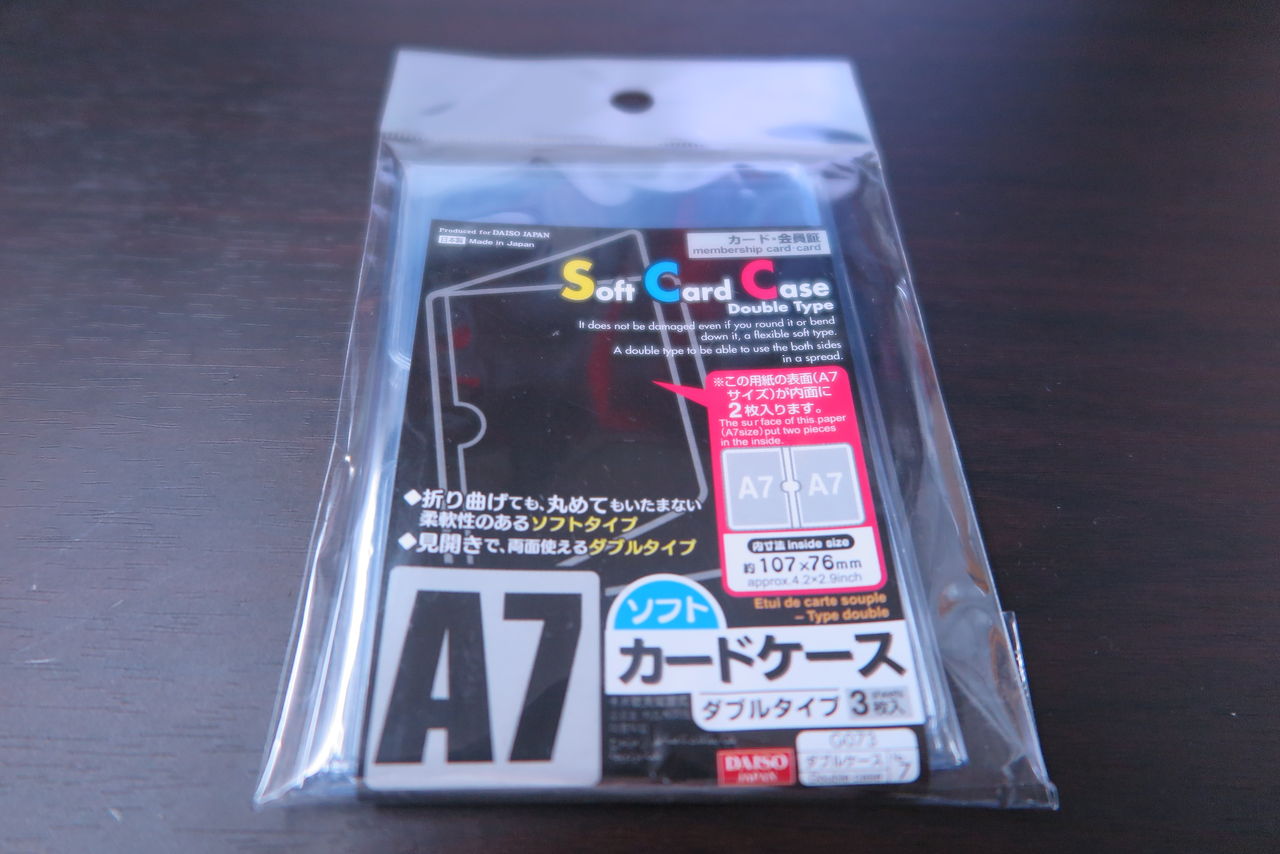 Produced for DAISO JAPAN
日本製 Made in Japan
カード・会員証
membership card·card
Soft Card Case
Double Type
It does not be damaged even if you round it or bend
down it, a flexible soft type.
A double type to be able to use the both sides
in a spread.
※この用紙の表面(A7
サイズ)が内面に
2枚入ります。
The surface of this paper
(A7size)put two pieces
in the inside.
A7 A7
内寸法 inside size
約107×76mm
approx.4.2×2.9inch
◆折り曲げても、丸めてもいたまない
柔軟性のあるソフトタイプ
◆見開きで、両面使えるダブルタイプ
Etui de carte souple
– Type double
A7
ソフト
カードケース
ダブルタイプ 3 sheets 枚入
DAISO
JAPAN
G073
ダブルケース
Double case
7